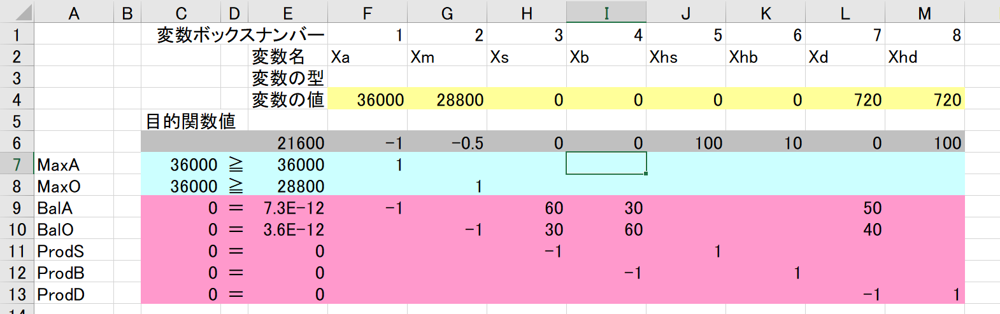 A B C D E F G H I J K L M
1 変数ボックスナンバー 1 2 3 4 5 6 7 8
2 変数名 Xa Xm Xs Xb Xhs Xhb Xd Xhd
3 変数の型
4 変数の値 36000 28800 0 0 0 0 720 720
5 目的関数値
6 21600 -1 -0.5 0 0 100 10 0 100
7 MaxA 36000 ≧ 36000 1
8 MaxO 36000 ≧ 28800 1
9 BalA 0 = 7.3E-12 -1 60 30 50
10 BalO 0 = 3.6E-12 -1 30 60 40
11 ProdS 0 = 0 -1 1
12 ProdB 0 = 0 -1 1
13 ProdD 0 = 0 -1 1
14